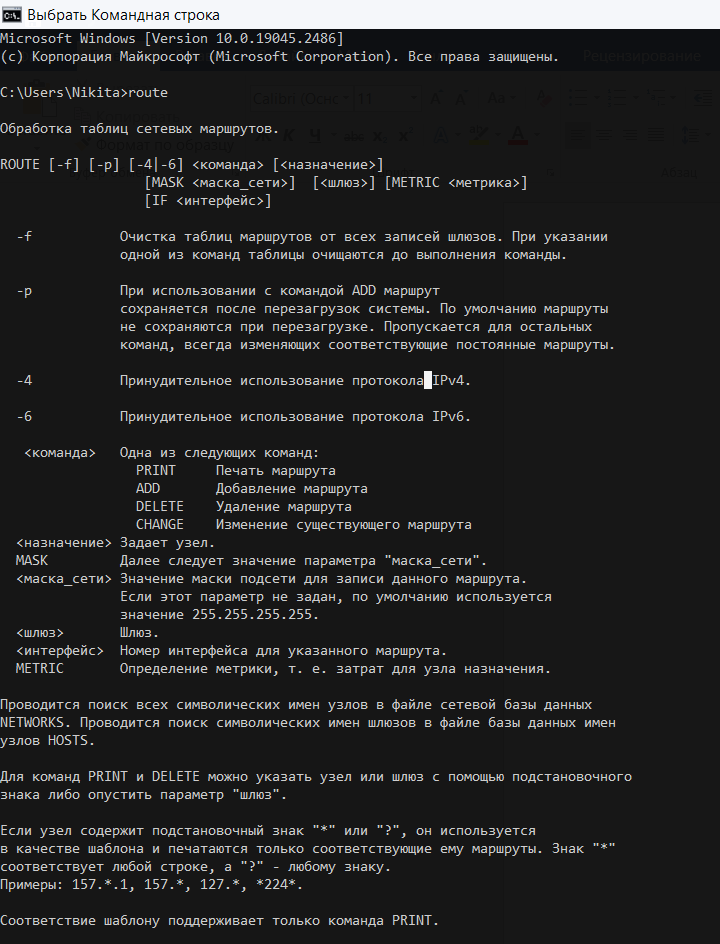 Выбрать Командная строка
Microsoft Windows [Version 10.0.19045.2486]
(c) Корпорация Майкрософт (Microsoft Corporation). Все права защищены.
Рецензирование
C:\Users\Nikita>route
Calibri (Осно 11
Обработка таблиц сетевых маршрутов.
Формат по образцу
ROUTE [-f] [-p] [-4|-6] <команда> [<назначение>]
[MASK <маска_сети>] [<шлюз>] [METRIC <метрика>]
[IF <интерфейс>]
Абзац
-f Очистка таблиц маршрутов от всех записей шлюзов. При указании
одной из команд таблицы очищаются до выполнения команды.
-p При использовании с командой ADD маршрут
сохраняется после перезагрузок системы. По умолчанию маршруты
не сохраняются при перезагрузке. Пропускается для остальных
команд, всегда изменяющих соответствующие постоянные маршруты.
-4 Принудительное использование протокола IPv4.
-6 Принудительное использование протокола IPv6.
<команда> Одна из следующих команд:
PRINT Печать маршрута
ADD Добавление маршрута
DELETE Удаление маршрута
CHANGE Изменение существующего маршрута
<назначение> Задает узел.
MASK Далее следует значение параметра "маска_сети".
<маска_сети> Значение маски подсети для записи данного маршрута.
Если этот параметр не задан, по умолчанию используется
значение 255.255.255.255.
<шлюз> Шлюз.
<интерфейс> Номер интерфейса для указанного маршрута.
METRIC Определение метрики, т. е. затрат для узла назначения.
Проводится поиск всех символических имен узлов в файле сетевой базы данных
NETWORKS. Проводится поиск символических имен шлюзов в файле базы данных имен
узлов HOSTS.
Для команд PRINT и DELETE можно указать узел или шлюз с помощью подстановочного
знака либо опустить параметр "шлюз".
Если узел содержит подстановочный знак "*" или "?", он используется
в качестве шаблона и печатаются только соответствующие ему маршруты. Знак "*"
соответствует любой строке, а "?" - любому знаку.
Примеры: 157.*.1, 157.*, 127.*, *224*.
Соответствие шаблону поддерживает только команда PRINT.